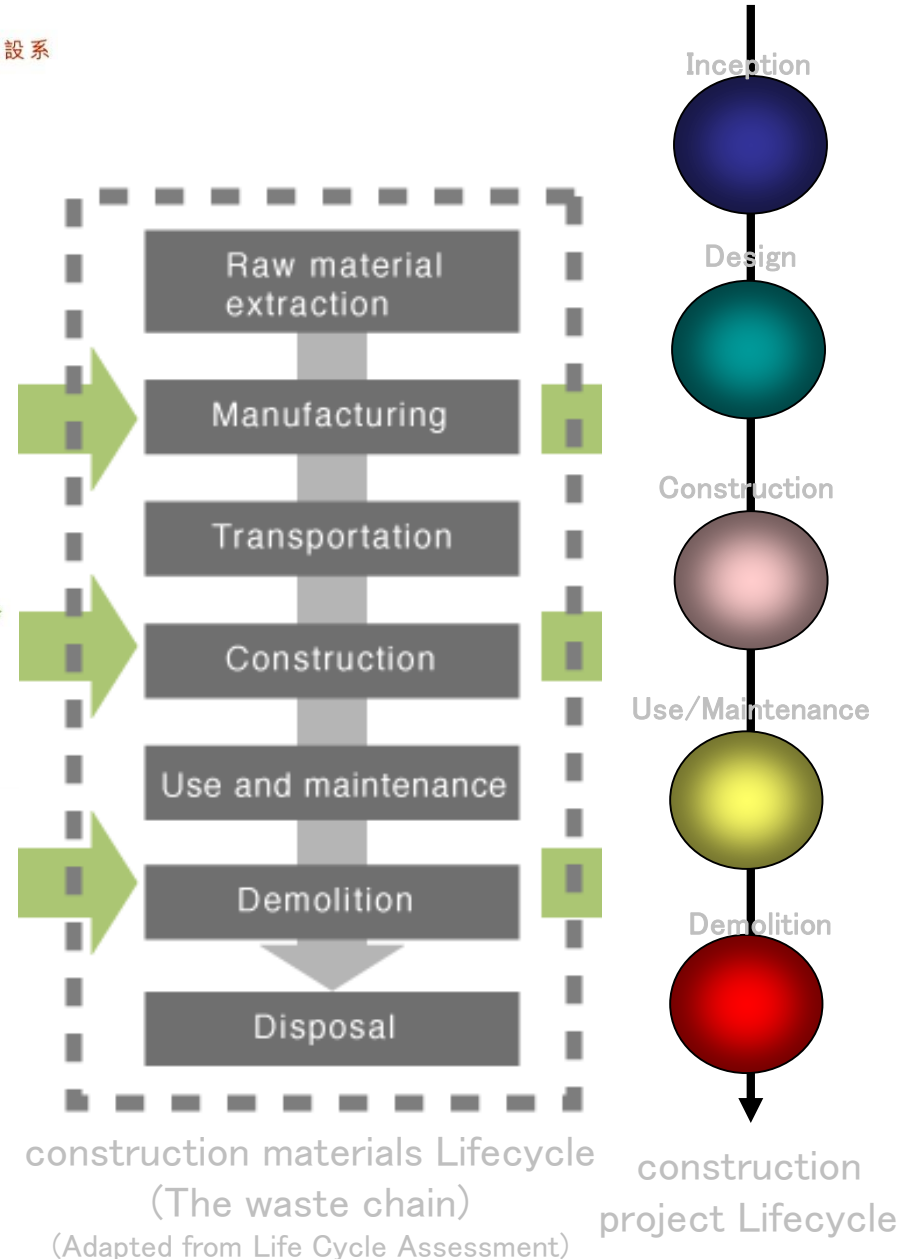 設系
Inception
Design
Construction
Use/Maintenance
Demolition
Raw material
extraction
Manufacturing
Transportation
Construction
Use and maintenance
Demolition
Disposal
construction materials Lifecycle
(The waste chain)
(Adapted from Life Cycle Assessment)
construction
project Lifecycle